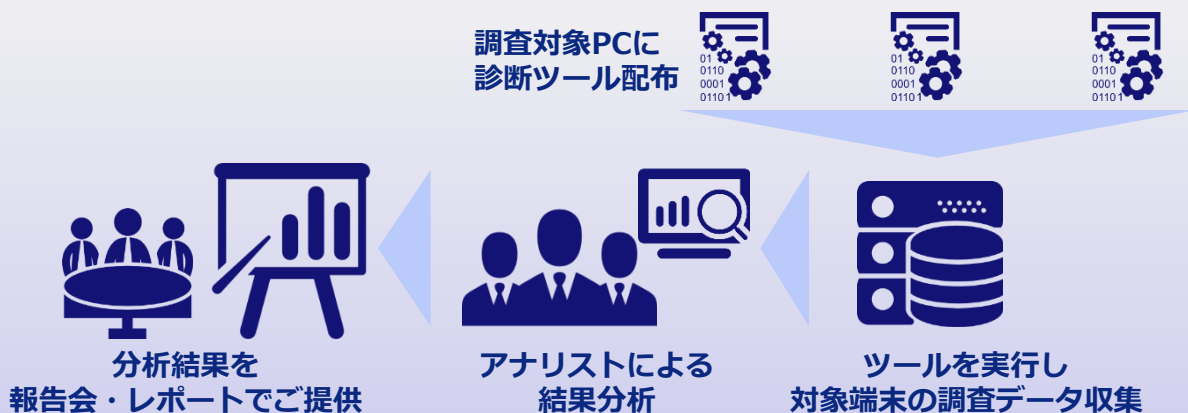 調査対象PCに
診断ツール配布
01
0110
0001
01101
01
0110
0001
01101
01
0110
0001
01101
分析結果を
報告会・レポートでご提供
アナリストによる
結果分析
ツールを実行し
対象端末の調査データ収集